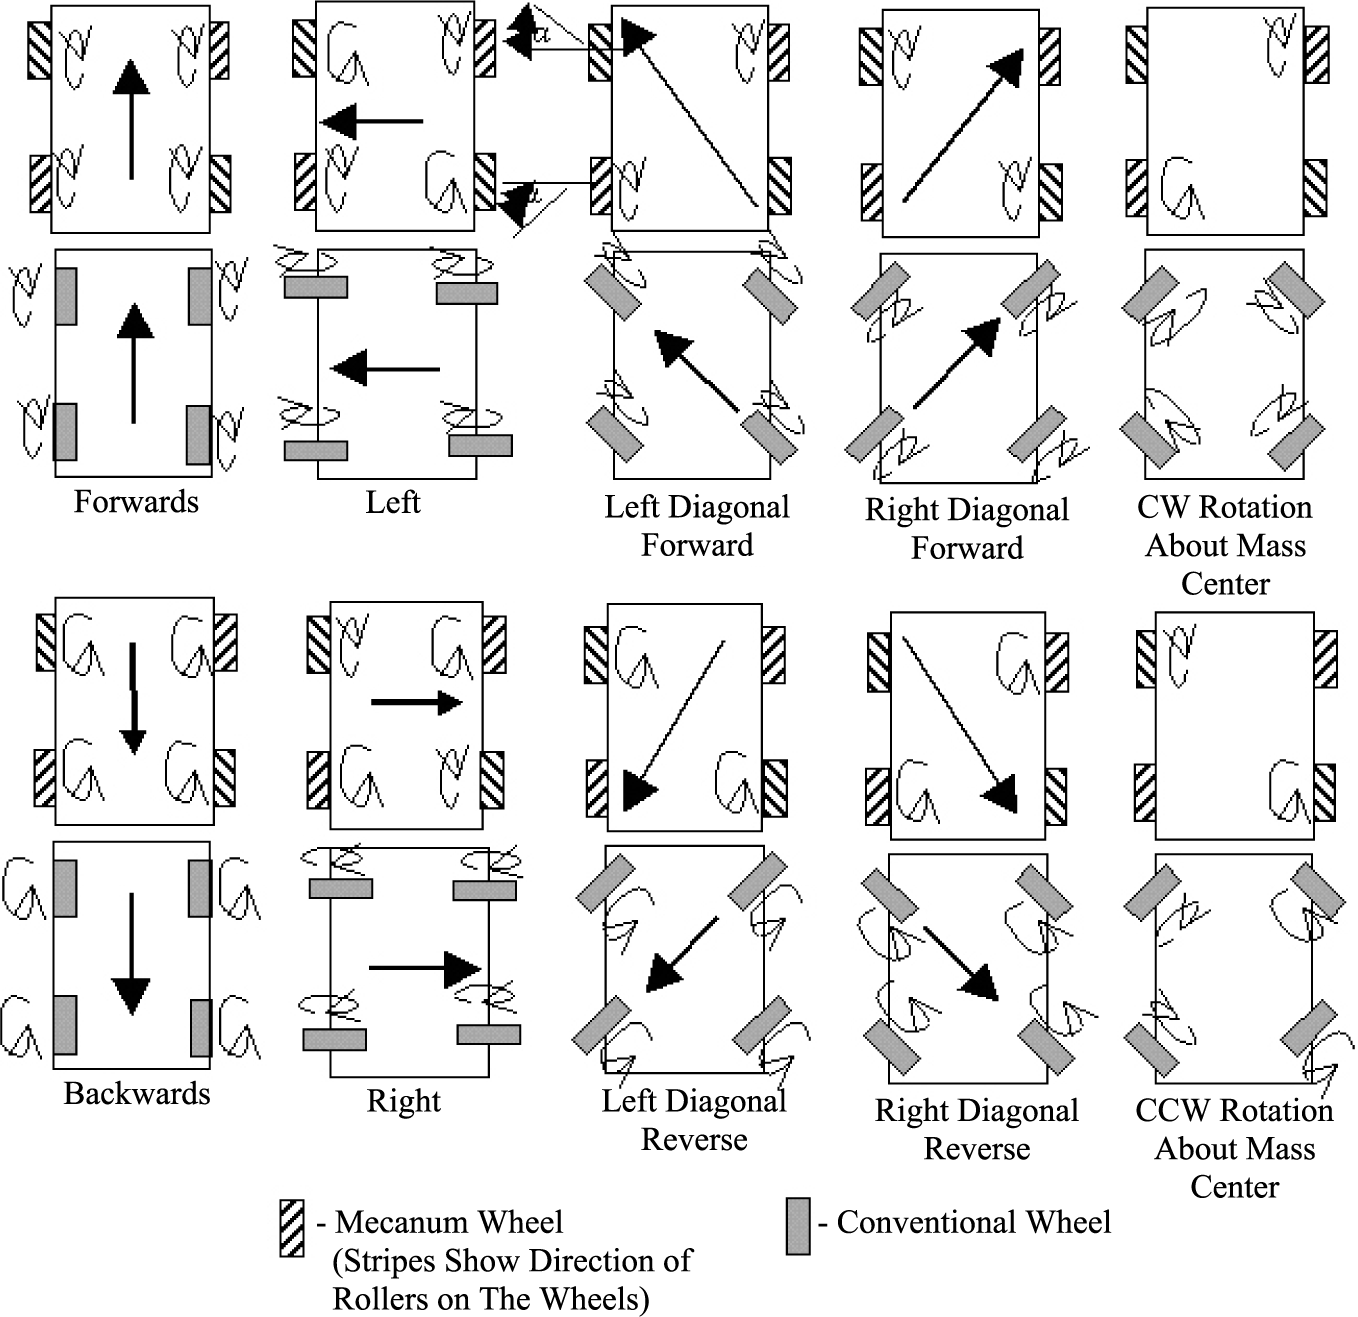 α
α
Forwards
Left
Left Diagonal
Forward
Right Diagonal
Forward
CW Rotation
About Mass
Center
Backwards
Right
Left Diagonal
Reverse
Right Diagonal
Reverse
CCW Rotation
About Mass
Center
- Mecanum Wheel
(Stripes Show Direction of
Rollers on The Wheels)
- Conventional Wheel